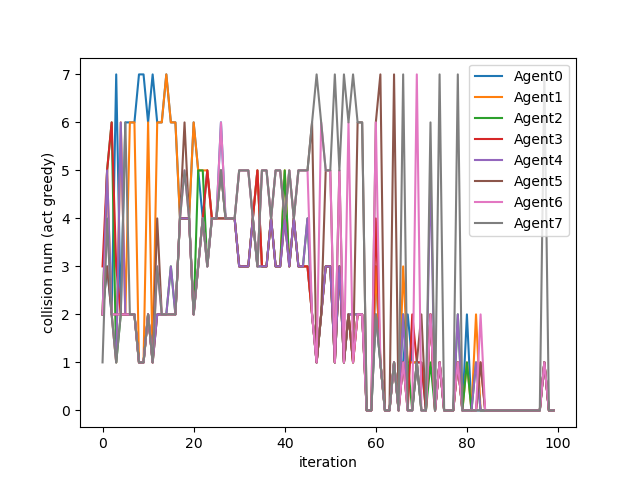 7
6
5
4
3
2
1
0
collision num (act greedy)
0
20
40
60
80
100
iteration
Agent0
Agent1
Agent2
Agent3
Agent4
Agent5
Agent6
Agent7